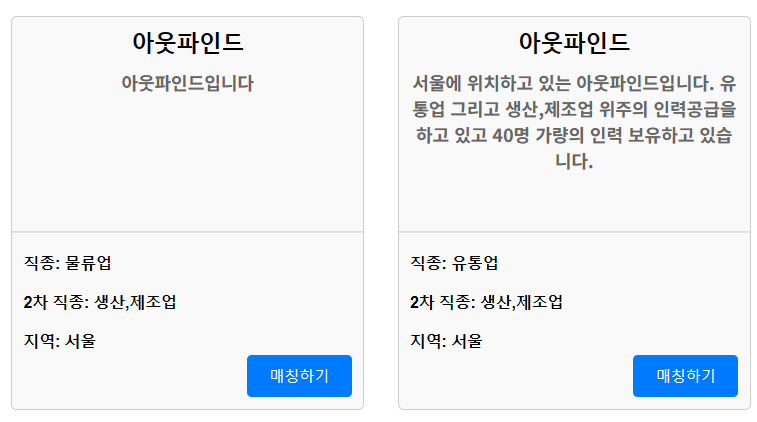 아웃파인드
아웃파인드입니다
직종: 물류업
2차 직종: 생산,제조업
지역: 서울
매칭하기
아웃파인드
서울에 위치하고 있는 아웃파인드입니다. 유
통업 그리고 생산,제조업 위주의 인력공급을
하고 있고 40명 가량의 인력 보유하고 있습
니다.
직종: 유통업
2차 직종: 생산,제조업
지역: 서울
매칭하기